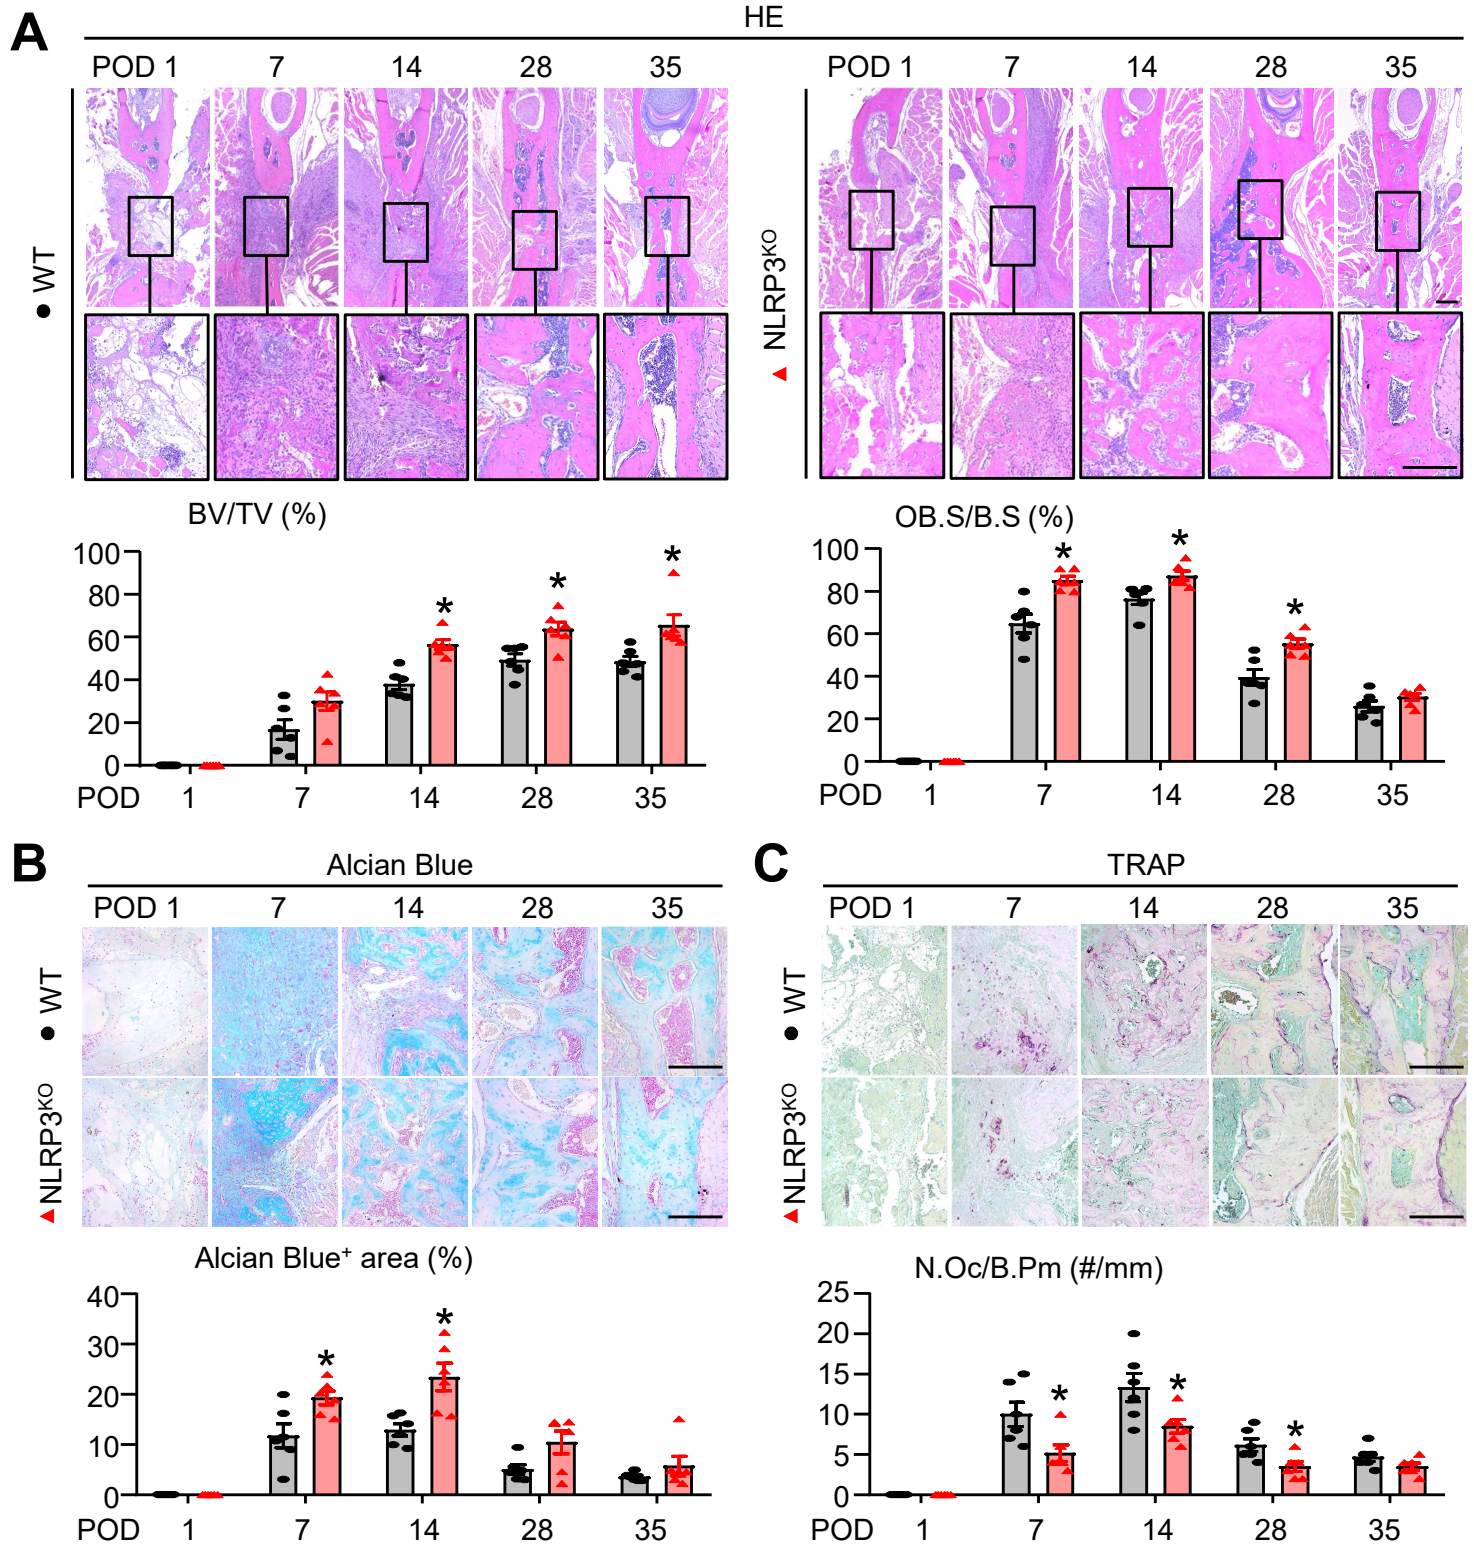 A
HE
POD 1 7 14 28 35
POD 1 7 14 28 35
WT
NLRP3KO
BV/TV (%)
100
80
60
40
20
0
* * *
POD 1 7 14 28 35
OB.S/B.S (%)
100
80
60
40
20
0
* * *
POD 1 7 14 28 35
B
Alcian Blue
POD 1 7 14 28 35
WT
NLRP3KO
Alcian Blue+ area (%)
40
30
20
10
0
* *
POD 1 7 14 28 35
C
TRAP
POD 1 7 14 28 35
WT
NLRP3KO
N.Oc/B.Pm (#/mm)
25
20
15
10
5
0
* * *
POD 1 7 14 28 35